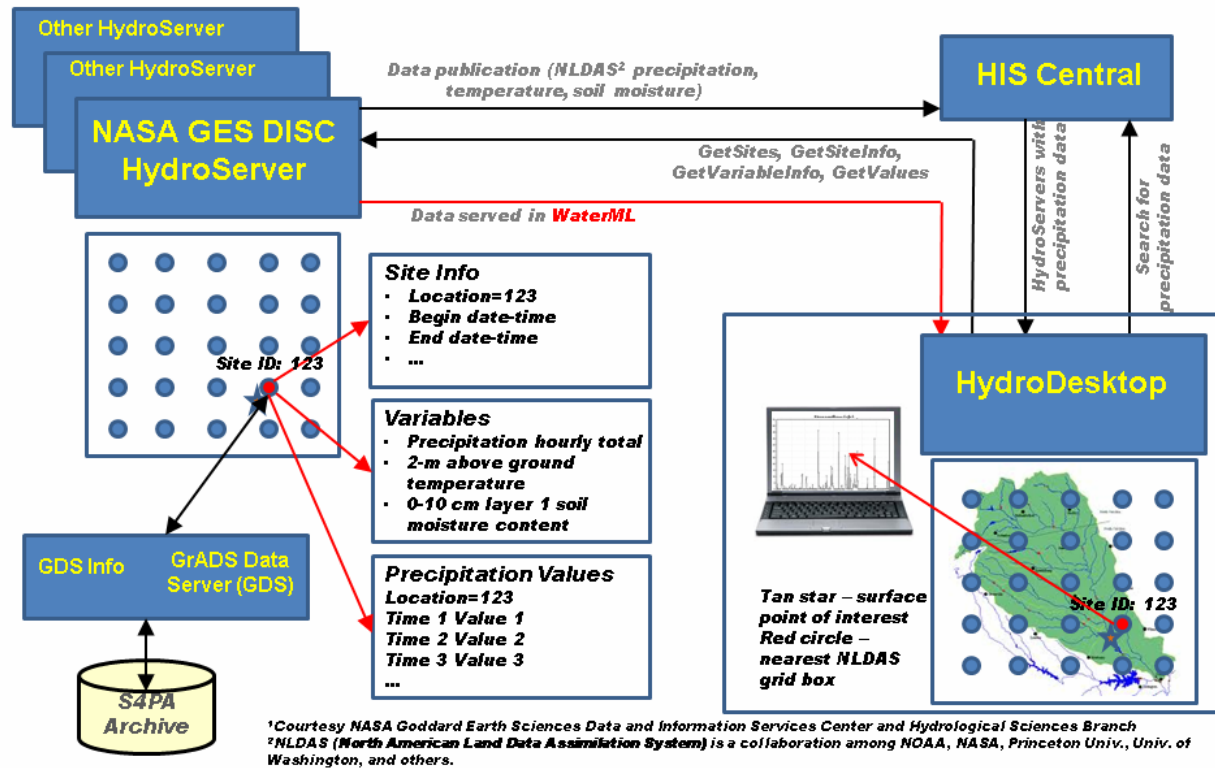 Other HydroServer
Other HydroServer
NASA GES DISC
HydroServer
Data publication (NLDAS² precipitation,
temperature, soil moisture)
HIS Central
GetSites, GetSiteInfo,
GetVariableInfo, GetValues
Data served in WaterML
HydroServers with
precipitation data
Search for
precipitation data
Site Info
· Location=123
· Begin date-time
· End date-time
· ...
Site ID: 123
Variables
· Precipitation hourly total
· 2-m above ground
temperature
· 0-10 cm layer 1 soil
moisture content
HydroDesktop
GDS Info
GrADS Data
Server (GDS)
Precipitation Values
Location=123
Time 1 Value 1
Time 2 Value 2
Time 3 Value 3
...
Tan star – surface
point of interest
Red circle –
nearest NLDAS
grid box
Site ID: 123
S4PA
Archive
¹Courtesy NASA Goddard Earth Sciences Data and Information Services Center and Hydrological Sciences Branch
²NLDAS (North American Land Data Assimilation System) is a collaboration among NOAA, NASA, Princeton Univ., Univ. of
Washington, and others.